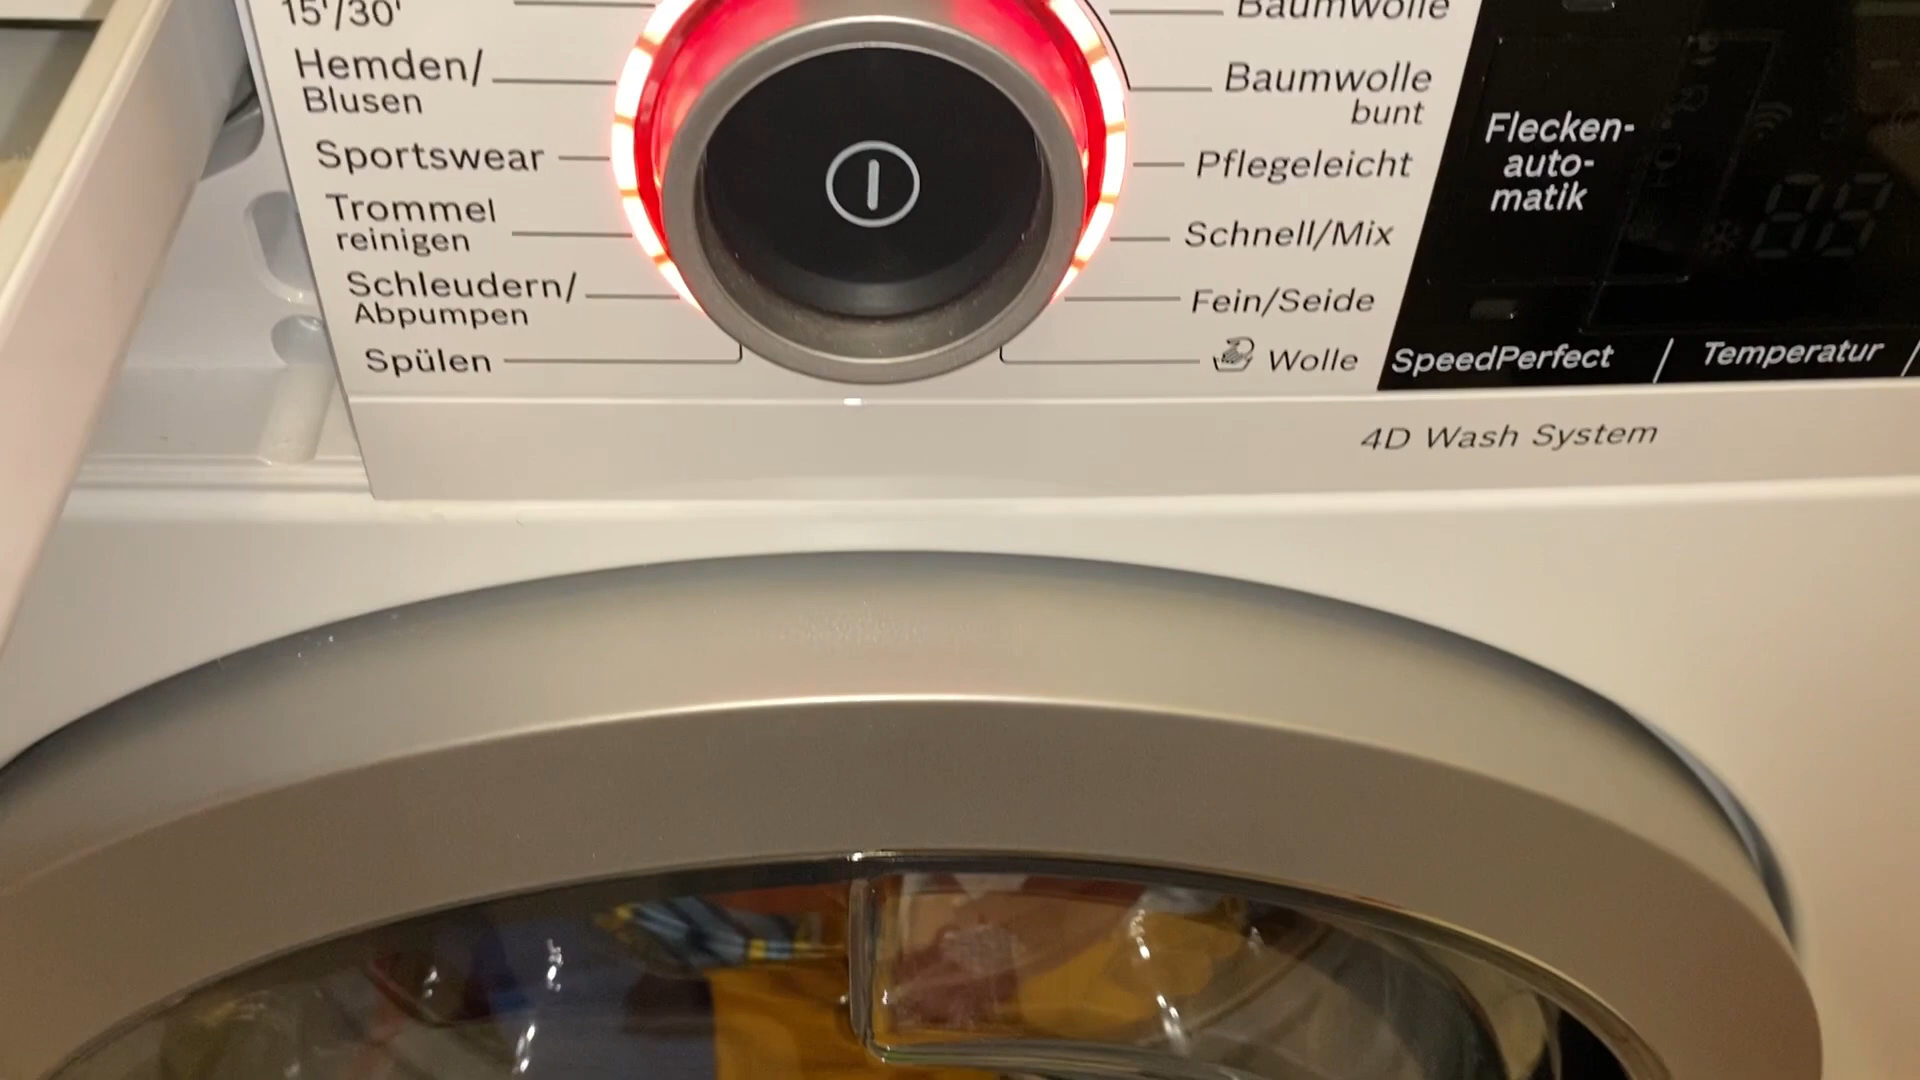 15'/30'
Hemden/
Blusen
Sportswear
Trommel
reinigen
Schleudern/
Abpumpen
Spülen
Baumwolle
Baumwolle
bunt
Pflegeleicht
Schnell/Mix
Fein/Seide
Wolle
Flecken-
auto-
matik
SpeedPerfect / Temperatur /
4D Wash System